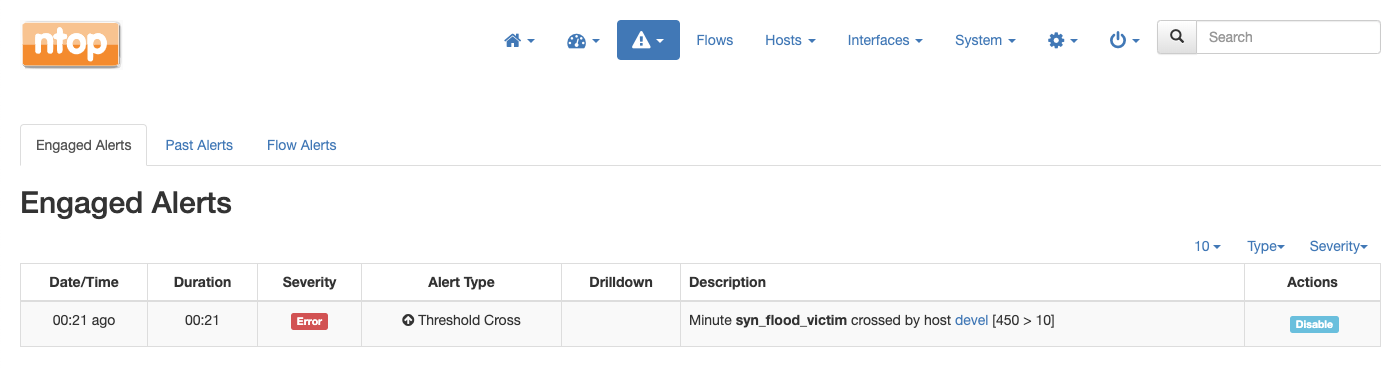 ntop
Flows Hosts Interfaces System Search
Engaged Alerts Past Alerts Flow Alerts
Engaged Alerts
10 Type Severity
Date/Time Duration Severity Alert Type Drilldown Description Actions
00:21 ago 00:21 Error Threshold Cross Minute syn_flood_victim crossed by host devel [450 > 10] Disable